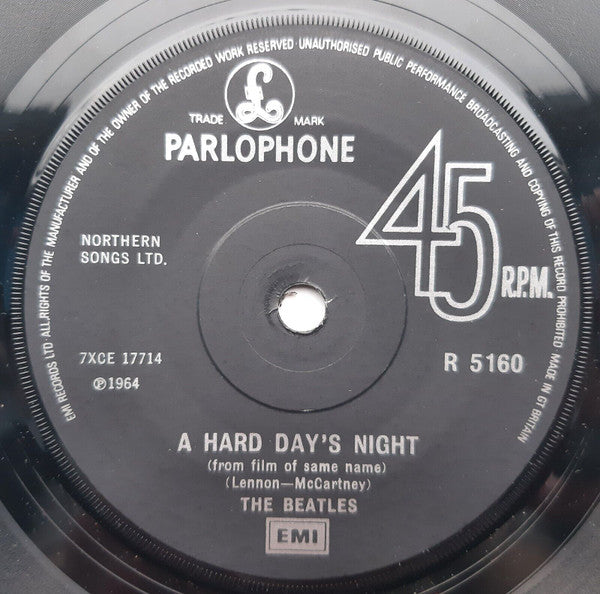 EMI RECORDS LTD ALL RIGHTS OF THE MANUFACTURER AND OF THE OWNER OF THE RECORDED WORK RESERVED · UNAUTHORISED PUBLIC PERFORMANCE BROADCASTING AND COPYING OF THIS RECORD PROHIBITED MADE IN GT BRITAIN
£
TRADE MARK
PARLOPHONE
45 R.P.M.
NORTHERN
SONGS LTD.
7XCE 17714
℗1964
R 5160
A HARD DAY'S NIGHT
(from film of same name)
(Lennon—McCartney)
THE BEATLES
EMI